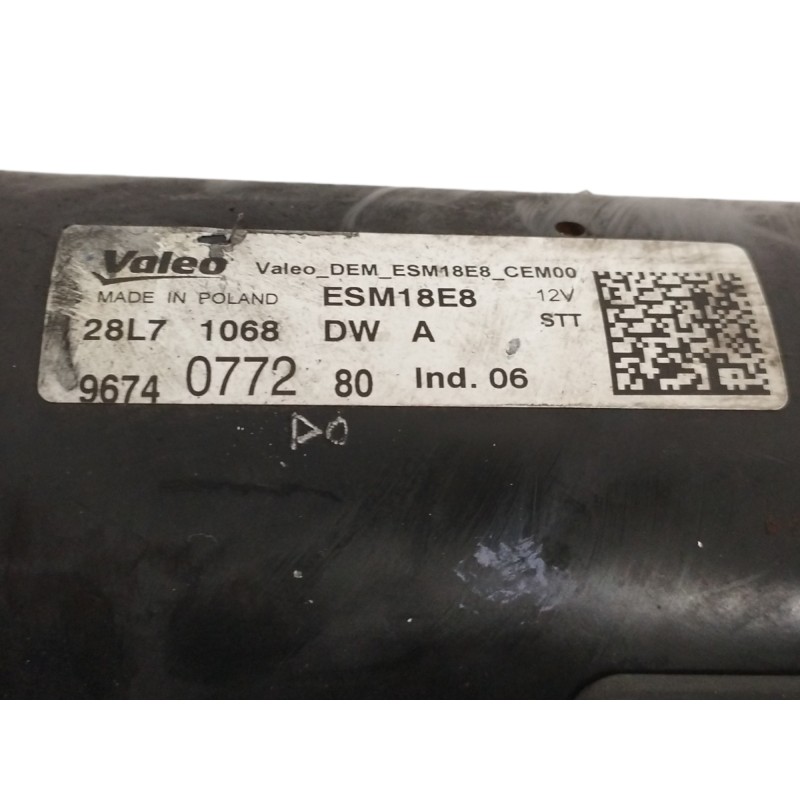 Valeo Valeo_DEM_ESM18E8_CEM00
MADE IN POLAND ESM18E8 12V
28L7 1068 DW A STT
9674 0772 80 Ind. 06